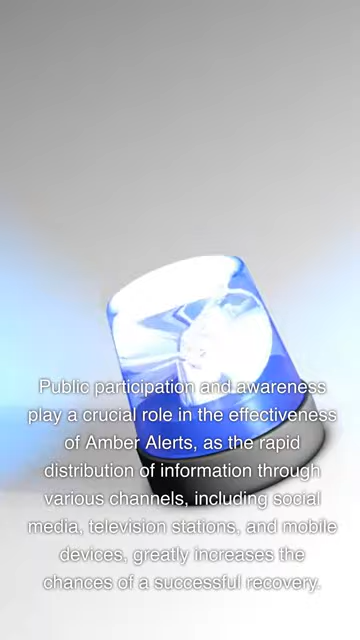 Public participation and awareness
play a crucial role in the effectiveness
of Amber Alerts, as the rapid
distribution of information through
various channels, including social
media, television stations, and mobile
devices, greatly increases the
chances of a successful recovery.